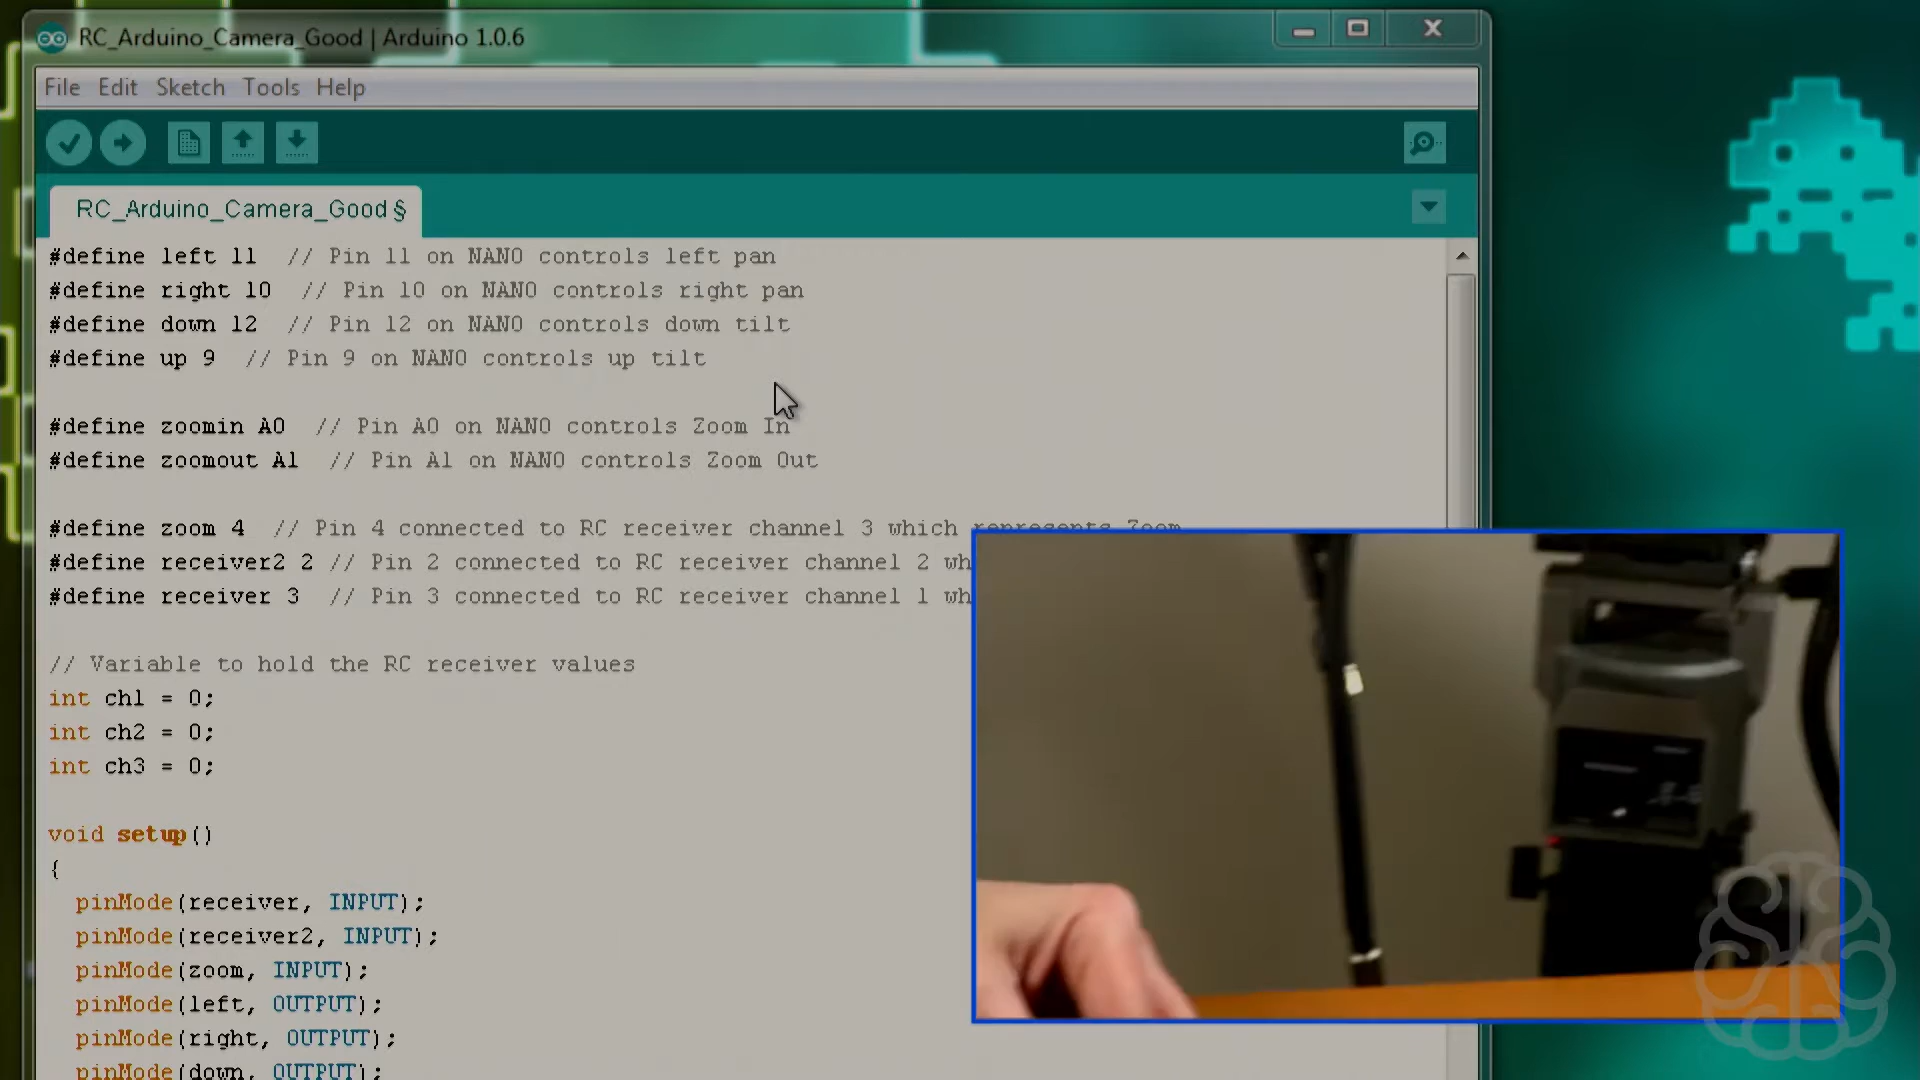 RC_Arduino_Camera_Good | Arduino 1.0.6
File Edit Sketch Tools Help
RC_Arduino_Camera_Good §
#define left 11 // Pin 11 on NANO controls left pan
#define right 10 // Pin 10 on NANO controls right pan
#define down 12 // Pin 12 on NANO controls down tilt
#define up 9 // Pin 9 on NANO controls up tilt
#define zoomin A0 // Pin A0 on NANO controls Zoom In
#define zoomout A1 // Pin A1 on NANO controls Zoom Out
#define zoom 4 // Pin 4 connected to RC receiver channel 3 which represents Zoom
#define receiver2 2 // Pin 2 connected to RC receiver channel 2 wh
#define receiver 3 // Pin 3 connected to RC receiver channel 1 wh
// Variable to hold the RC receiver values
int ch1 = 0;
int ch2 = 0;
int ch3 = 0;
void setup()
{
pinMode(receiver, INPUT);
pinMode(receiver2, INPUT);
pinMode(zoom, INPUT);
pinMode(left, OUTPUT);
pinMode(right, OUTPUT);
pinMode(down, OUTPUT);